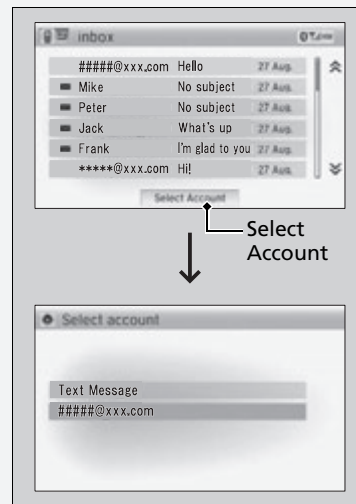 inbox
#####@xxx.com Hello 27 Aug.
Mike No subject 27 Aug.
Peter No subject 27 Aug.
Jack What's up 27 Aug.
Frank I'm glad to you 27 Aug.
*****@xxx.com Hi! 27 Aug.
Select Account
Select
Account
Select account
Text Message
#####@xxx.com